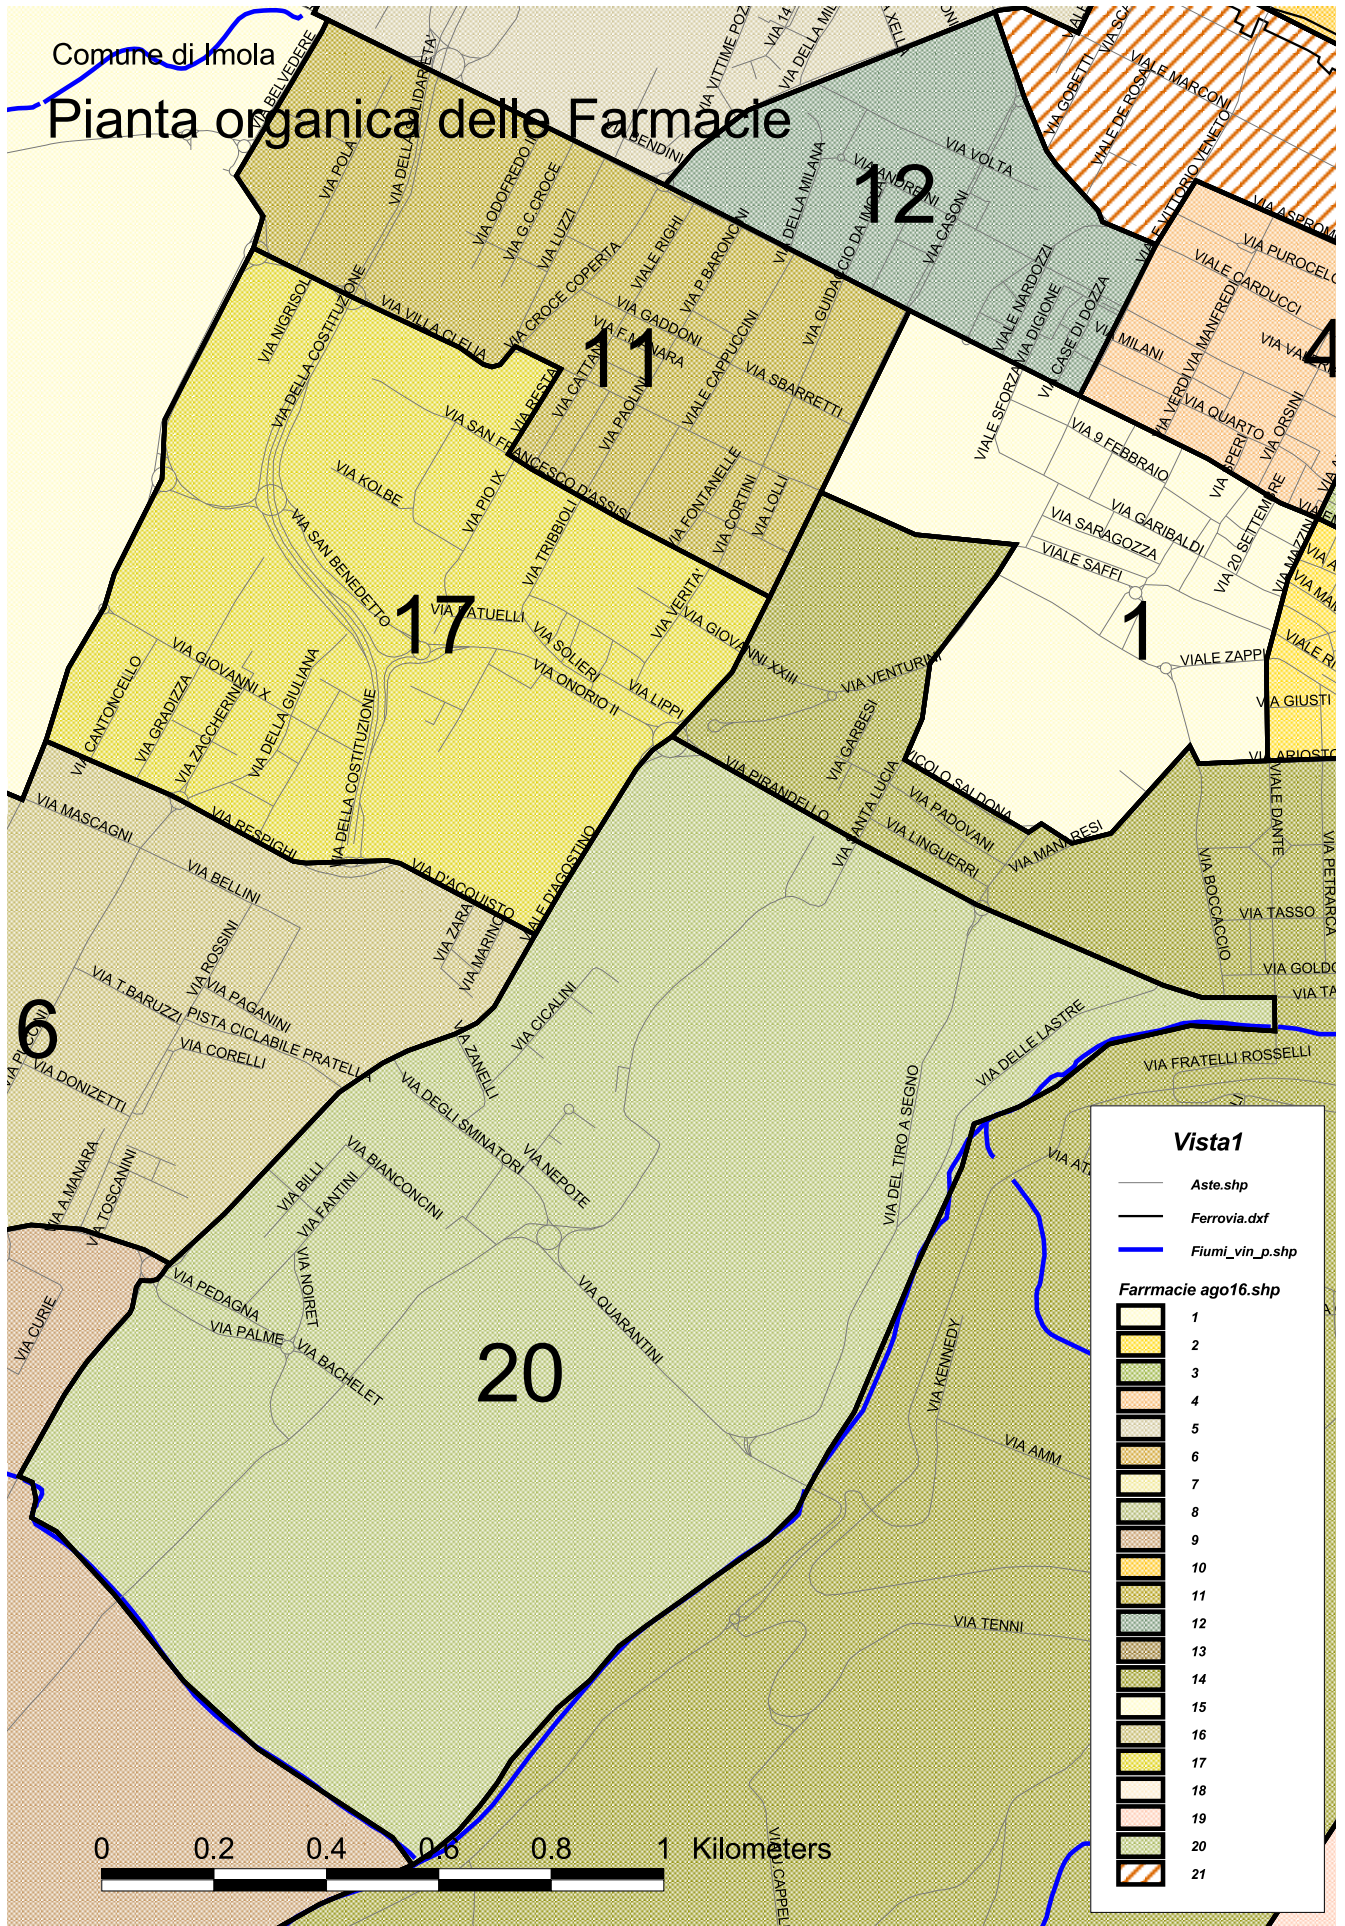 Comune di Imola
Pianta organica dello Farmacie
VIA BELVEDERE
VIA POLA
VIA DELLA SOLIDARIETA'
VIA G.C.CROCE
VIA LUZZI
VIA CROCE COPERTA
VIALE RIGHI
VIA P.BARONCINI
VIA DELLA MILANA
VIA GUIDACCIO DA IMOLA
VIA ANDREINI
VIA CASONI
VIA VOLTA
12
VIALE NARDOZZI
VIA DIGIONE
VIA CASE DI DOZZA
VIALE SFORZA
VIA GOBETTI
VIALE DE ROSA
VIALE MARCONI
VIALE VITTORIO VENETO
VIA PUROCELO
VIALE CARDUCCI
VIA MANFREDI
VIA VERDI
VIA MILANI
VIA QUARTO
VIA ORSINI
4
VIA NIGRISOLI
VIA DELLA COSTITUZIONE
VIA VILLA CLELIA
VIA GADDONI
VIA F.MANARA
11
VIA SBARRETTI
VIALE CAPPUCCINI
VIA PAOLINI
VIA RESTA
VIA SAN FRANCESCO D'ASSISI
VIA FONTANELLE
VIA CORTINI
VIA LOLLI
VIA KOLBE
VIA PIO IX
VIA TRIBBIOLI
VIA SAN BENEDETTO
17
VIA SOLIERI
VIA ONORIO II
VIA LIPPI
VIA VERITA'
VIA GIOVANNI XXIII
VIA VENTURINI
VIA 9 FEBBRAIO
VIA GARIBALDI
VIA SARAGOZZA
VIALE SAFFI
VIA 20 SETTEMBRE
VIA MAZZINI
1
VIALE ZAPPI
VIA GIUSTI
VIA ARIOSTO
VIA GIOVANNI X
VIA CANTONCELLO
VIA GRADIZZA
VIA ZACCHERINI
VIA DELLA GIULIANA
VIA DELLA COSTITUZIONE
VIA RESPIGHI
VIA D'ACQUISTO
VIALE D'AGOSTINO
VIA GARBESI
VICOLO SALDONA
VIA PIRANDELLO
VIA SANTA LUCIA
VIA PADOVANI
VIA LINGUERRI
VIA MANARESI
VIALE DANTE
VIA PETRARCA
VIA BOCCACCIO
VIA TASSO
VIA MASCAGNI
VIA BELLINI
VIA ROSSINI
VIA ZARA
VIA MARINO
VIA T.BARUZZI
VIA PAGANINI
PISTA CICLABILE PRATELLA
VIA CORELLI
6
VIA DONIZETTI
VIA A.MANARA
VIA TOSCANINI
VIA CURIE
VIA CICALINI
VIA ZANELLI
VIA DEGLI SMINATORI
VIA NEPOTE
VIA BIANCONCINI
VIA BILLI
VIA FANTINI
VIA NOIRET
VIA PEDAGNA
VIA PALME
VIA BACHELET
VIA QUARANTINI
20
VIA DEL TIRO A SEGNO
VIA DELLE LASTRE
VIA FRATELLI ROSSELLI
VIA KENNEDY
VIA AMM
VIA TENNI
Vista1
Aste.shp
Ferrovia.dxf
Fiumi_vin_p.shp
Farrmacie ago16.shp
1
2
3
4
5
6
7
8
9
10
11
12
13
14
15
16
17
18
19
20
21
0 0.2 0.4 0.6 0.8 1 Kilometers